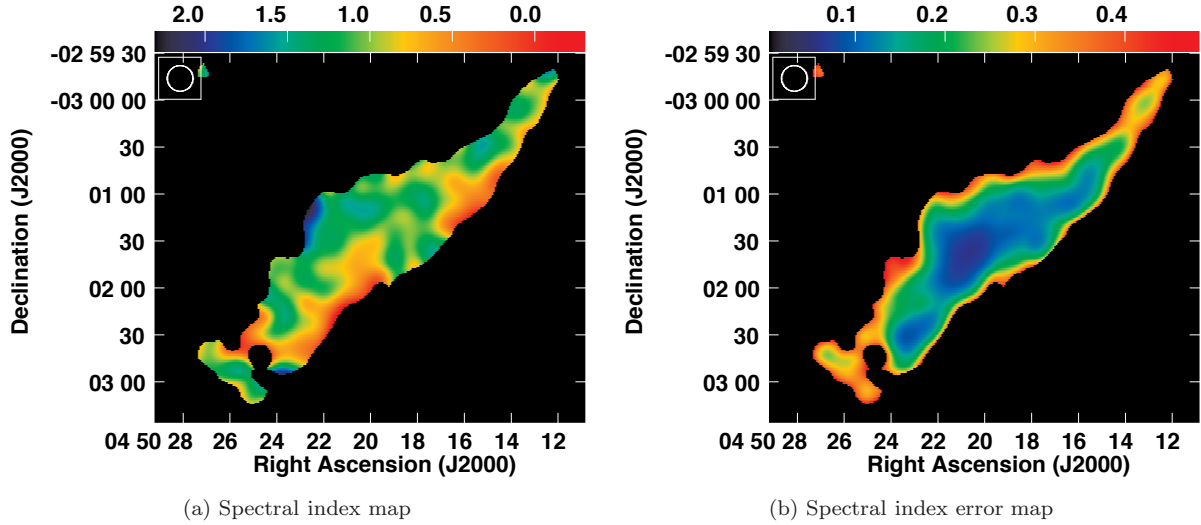 2.0 1.5 1.0 0.5 0.0
-02 59 30
-03 00 00
30
01 00
30
02 00
30
03 00
Declination (J2000)
04 50 28 26 24 22 20 18 16 14 12
Right Ascension (J2000)
(a) Spectral index map
0.1 0.2 0.3 0.4
-02 59 30
-03 00 00
30
01 00
30
02 00
30
03 00
Declination (J2000)
04 50 28 26 24 22 20 18 16 14 12
Right Ascension (J2000)
(b) Spectral index error map